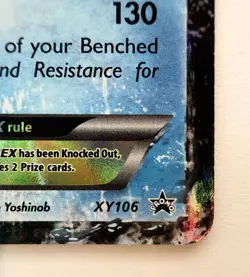 130
of your Benched
nd Resistance for
rule
EX has been Knocked Out,
es 2 Prize cards.
Yoshinob
XY106
PROMO